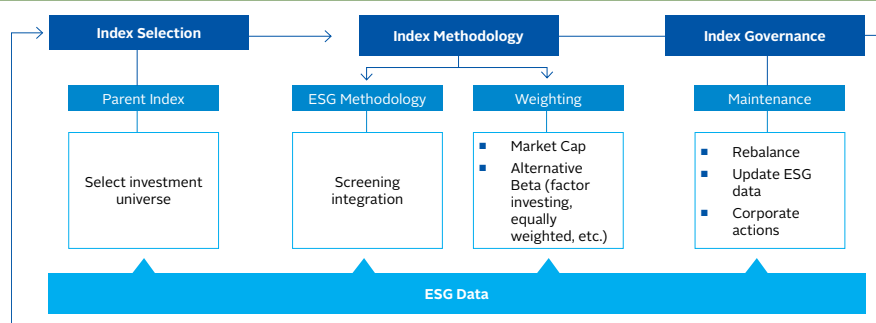 Index Selection
Index Methodology
Index Governance
Parent Index
ESG Methodology
Weighting
Maintenance
Select investment
universe
Screening
integration
Market Cap
Alternative
Beta (factor
investing,
equally
weighted, etc.)
Rebalance
Update ESG
data
Corporate
actions
ESG Data